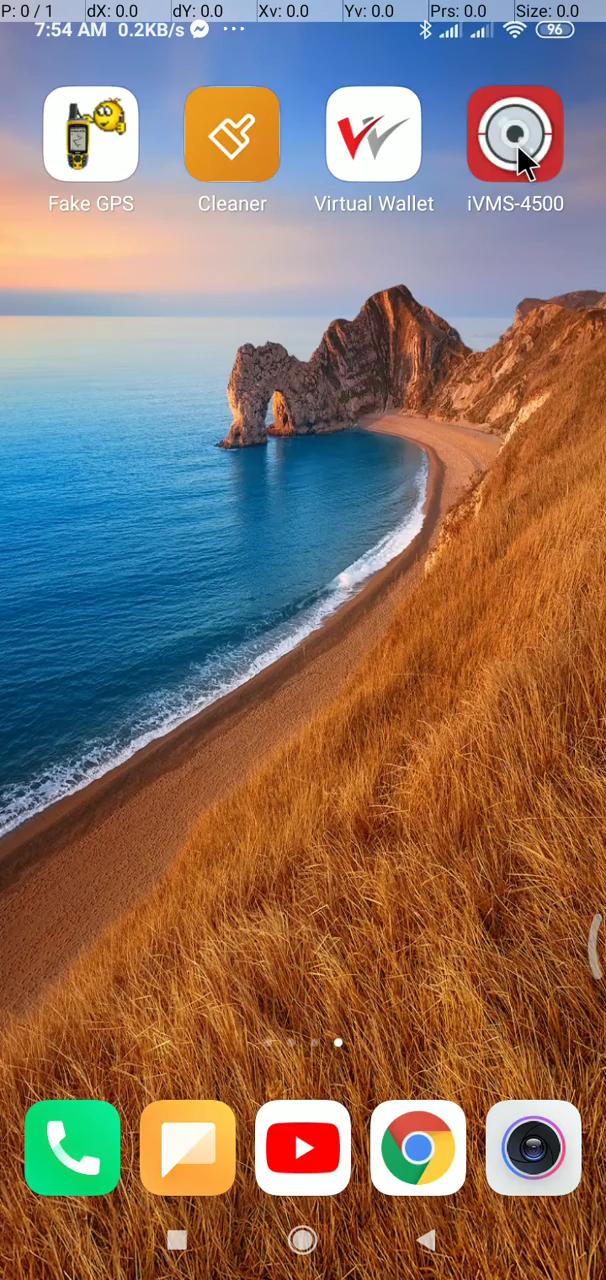 P: 0 / 1 dX: 0.0 dY: 0.0 Xv: 0.0 Yv: 0.0 Prs: 0.0 Size: 0.0
7:54 AM 0.2KB/s ... 96
Fake GPS Cleaner Virtual Wallet iVMS-4500